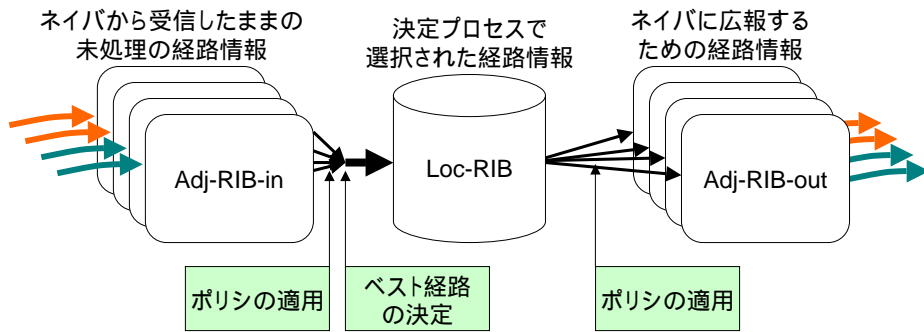 ネイバから受信したままの
未処理の経路情報
決定プロセスで
選択された経路情報
ネイバに広報する
ための経路情報
Adj-RIB-in
Loc-RIB
Adj-RIB-out
ポリシの適用
ベスト経路
の決定
ポリシの適用